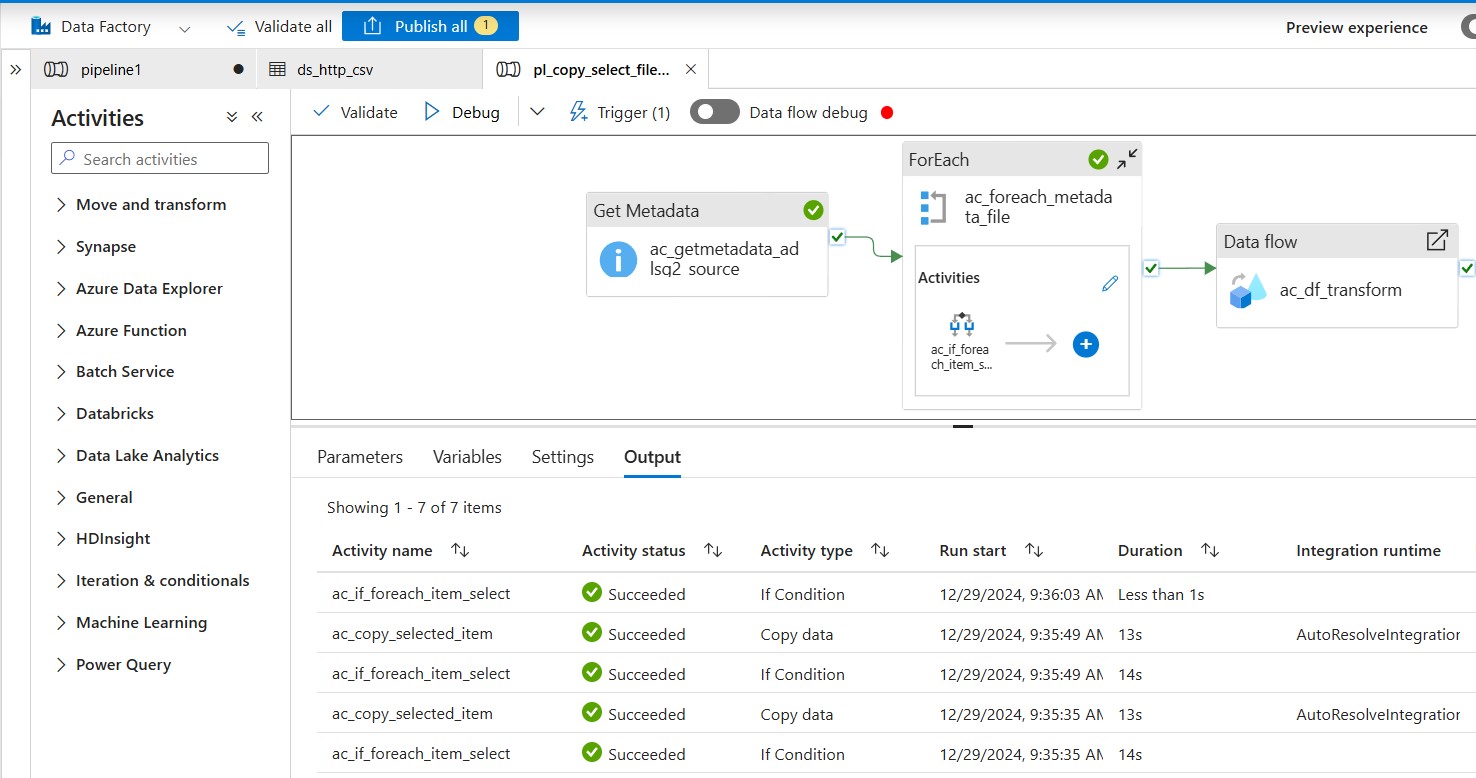 Data Factory
Validate all
Publish all 1
Preview experience
pipeline1
ds_http_csv
pl_copy_select_file...
Activities
Search activities
Move and transform
Synapse
Azure Data Explorer
Azure Function
Batch Service
Databricks
Data Lake Analytics
General
HDInsight
Iteration & conditionals
Machine Learning
Power Query
Validate
Debug
Trigger (1)
Data flow debug
Get Metadata
ac_getmetadata_ad
lsg2_source
ForEach
ac_foreach_metada
ta_file
Activities
ac_if_forea
ch_item_s...
Data flow
ac_df_transform
Parameters Variables Settings Output
Showing 1 - 7 of 7 items
Activity name Activity status Activity type Run start Duration Integration runtime
ac_if_foreach_item_select Succeeded If Condition 12/29/2024, 9:36:03 AM Less than 1s
ac_copy_selected_item Succeeded Copy data 12/29/2024, 9:35:49 AM 13s AutoResolveIntegration
ac_if_foreach_item_select Succeeded If Condition 12/29/2024, 9:35:49 AM 14s
ac_copy_selected_item Succeeded Copy data 12/29/2024, 9:35:35 AM 13s AutoResolveIntegration
ac_if_foreach_item_select Succeeded If Condition 12/29/2024, 9:35:35 AM 14s